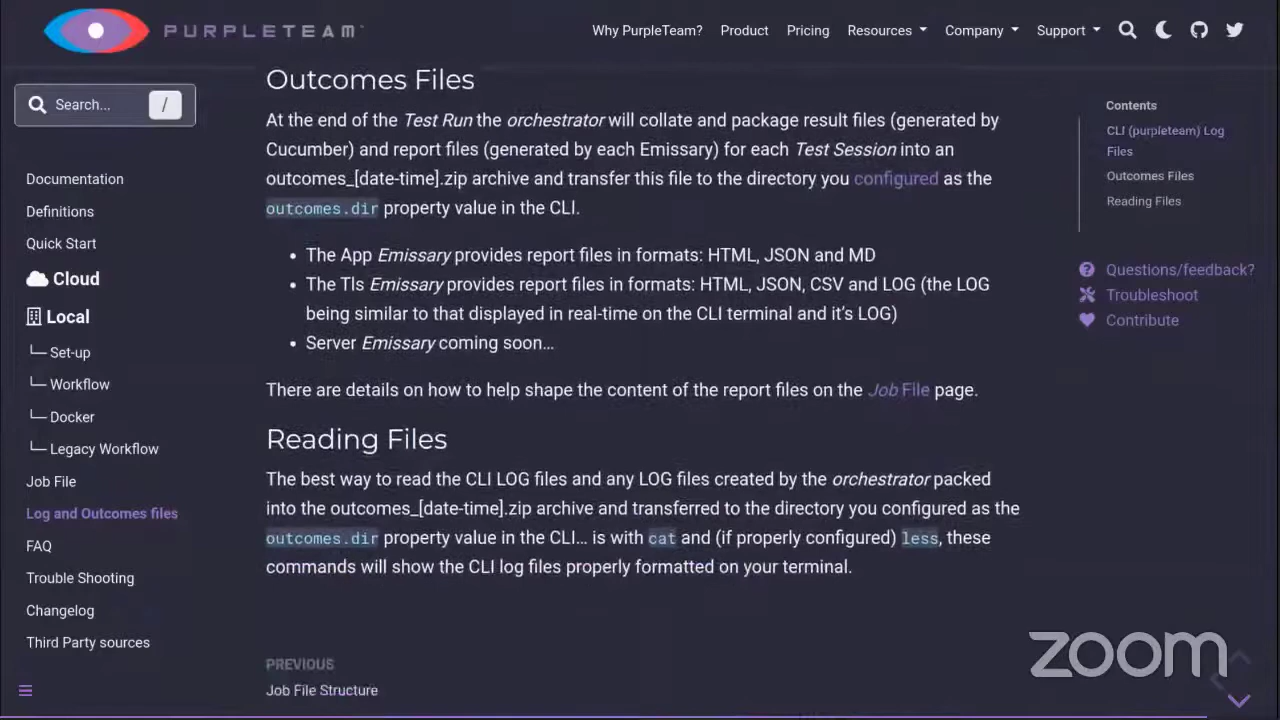 PURPLETEAM
Why PurpleTeam?
Product
Pricing
Resources
Company
Support
Search...
/
Documentation
Definitions
Quick Start
Cloud
Local
Set-up
Workflow
Docker
Legacy Workflow
Job File
Log and Outcomes files
FAQ
Trouble Shooting
Changelog
Third Party sources
Outcomes Files
At the end of the Test Run the orchestrator will collate and package result files (generated by
Cucumber) and report files (generated by each Emissary) for each Test Session into an
outcomes_[date-time].zip archive and transfer this file to the directory you configured as the
outcomes.dir property value in the CLI.
• The App Emissary provides report files in formats: HTML, JSON and MD
• The Tls Emissary provides report files in formats: HTML, JSON, CSV and LOG (the LOG
being similar to that displayed in real-time on the CLI terminal and it's LOG)
• Server Emissary coming soon…
There are details on how to help shape the content of the report files on the Job File page.
Reading Files
The best way to read the CLI LOG files and any LOG files created by the orchestrator packed
into the outcomes_[date-time].zip archive and transferred to the directory you configured as the
outcomes.dir property value in the CLI… is with cat and (if properly configured) less, these
commands will show the CLI log files properly formatted on your terminal.
PREVIOUS
Job File Structure
Contents
CLI (purpleteam) Log
Files
Outcomes Files
Reading Files
Questions/feedback?
Troubleshoot
Contribute
zoom